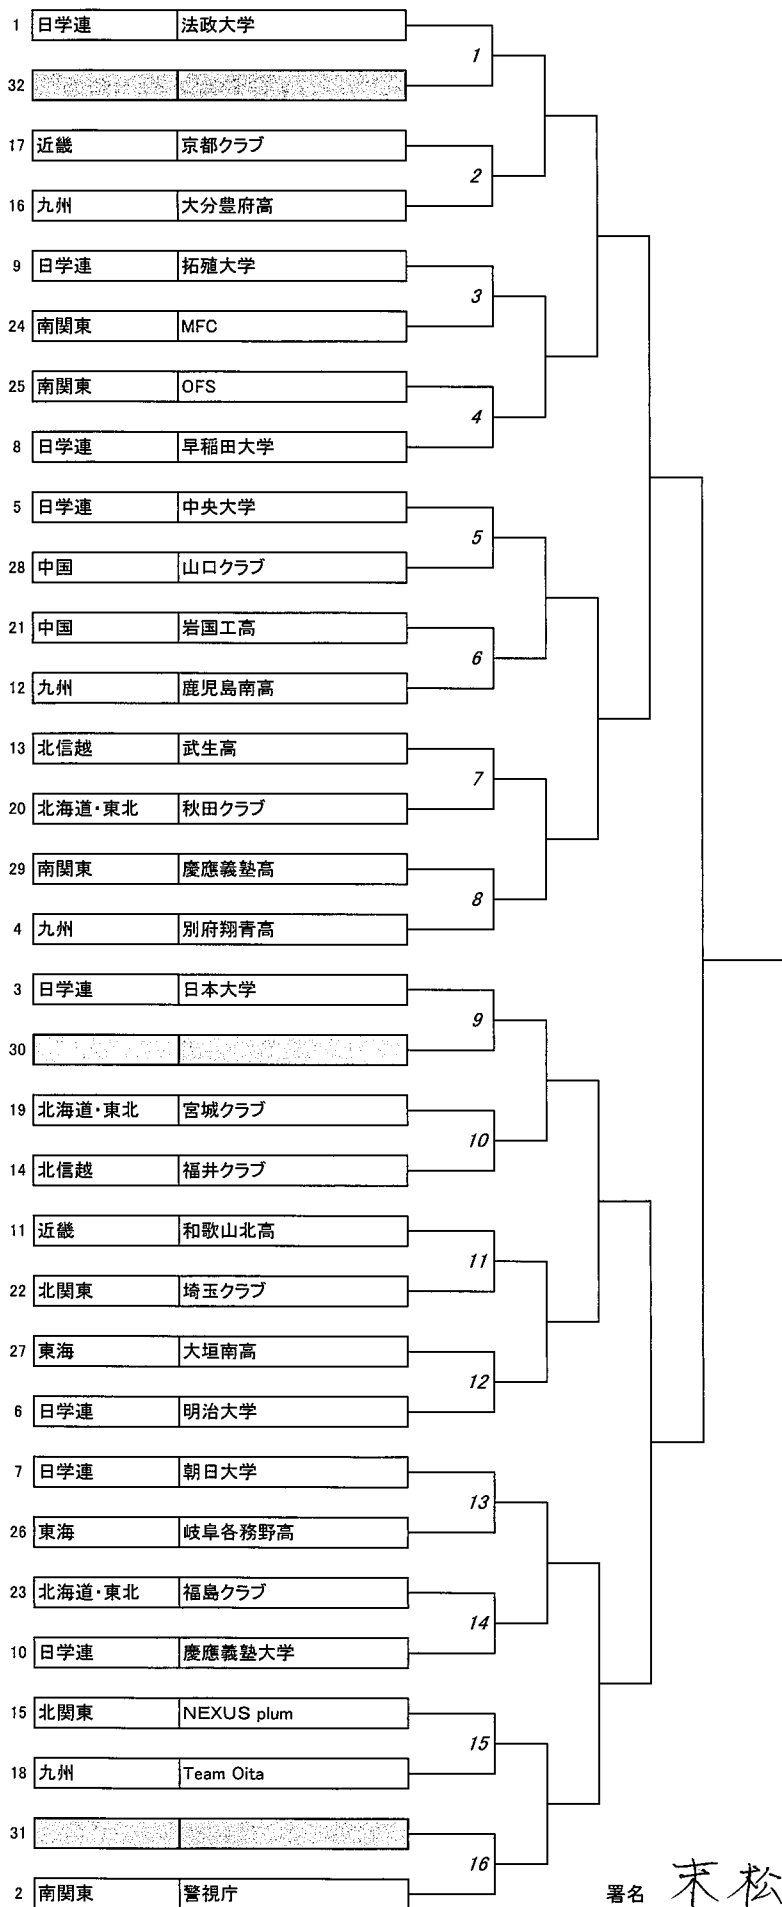 1 日学連 法政大学
1
32
17 近畿 京都クラブ
2
16 九州 大分豊府高
9 日学連 拓殖大学
3
24 南関東 MFC
25 南関東 OFS
4
8 日学連 早稲田大学
5 日学連 中央大学
5
28 中国 山口クラブ
21 中国 岩国工高
6
12 九州 鹿児島南高
13 北信越 武生高
7
20 北海道・東北 秋田クラブ
29 南関東 慶應義塾高
8
4 九州 別府翔青高
3 日学連 日本大学
9
30
19 北海道・東北 宮城クラブ
10
14 北信越 福井クラブ
11 近畿 和歌山北高
11
22 北関東 埼玉クラブ
27 東海 大垣南高
12
6 日学連 明治大学
7 日学連 朝日大学
13
26 東海 岐阜各務野高
23 北海道・東北 福島クラブ
14
10 日学連 慶應義塾大学
15 北関東 NEXUS plum
15
18 九州 Team Oita
31
16
2 南関東 警視庁
署名 末松